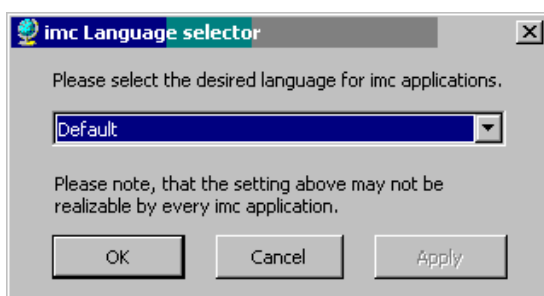 imc Language selector
Please select the desired language for imc applications.
Default
Please note, that the setting above may not be
realizable by every imc application.
OK
Cancel
Apply